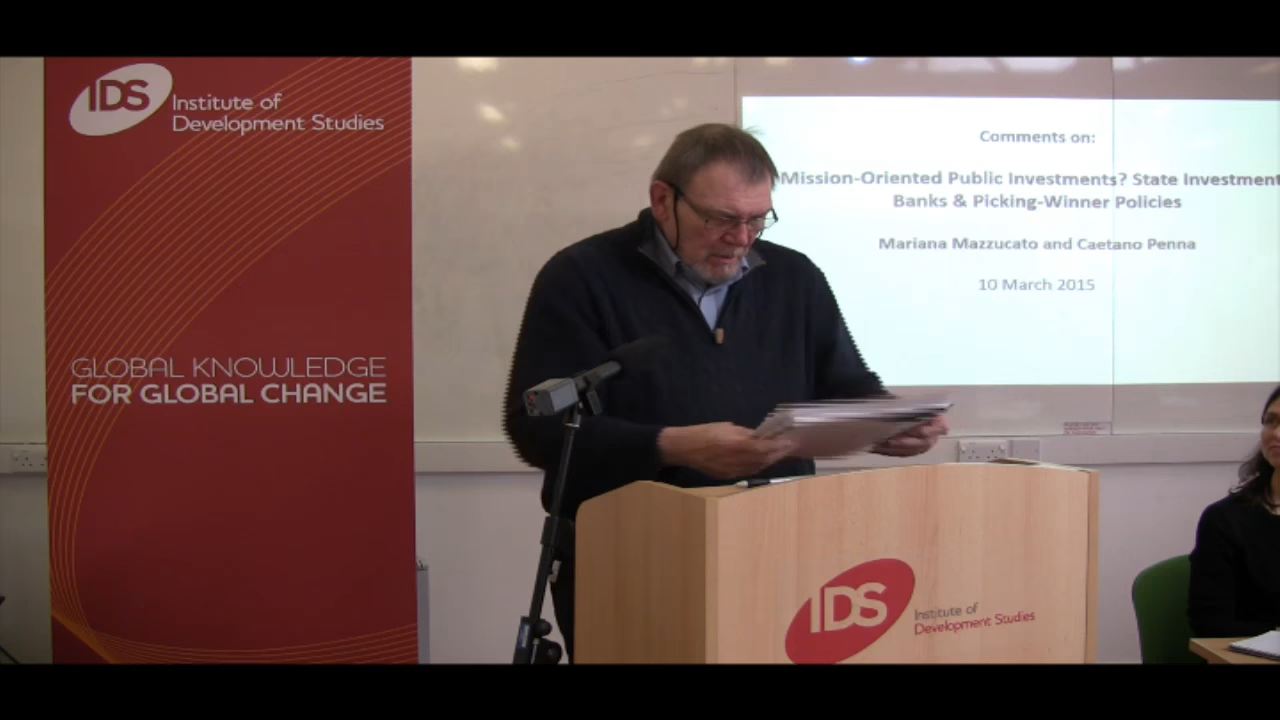 IDS
Institute of
Development Studies
GLOBAL KNOWLEDGE
FOR GLOBAL CHANGE
Comments on:
Mission-Oriented Public Investments? State Investment
Banks & Picking-Winner Policies
Mariana Mazzucato and Caetano Penna
10 March 2015
IDS
Institute of
Development Studies